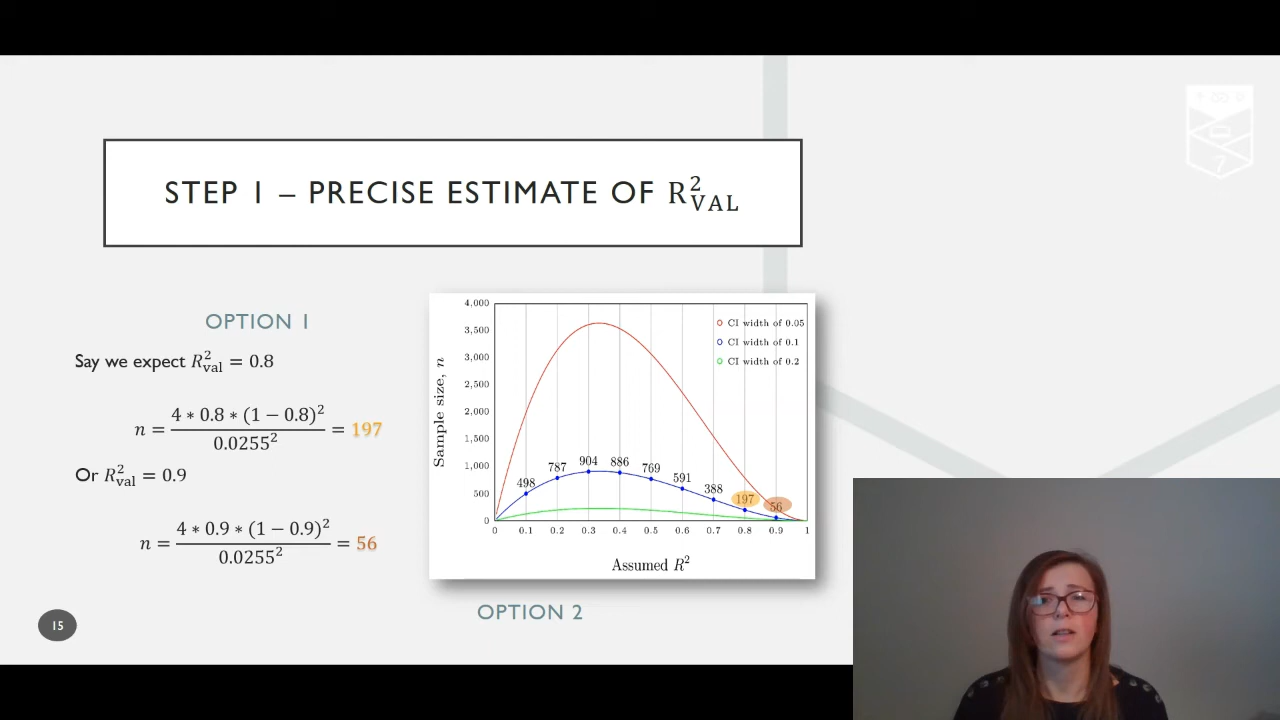 STEP 1 – PRECISE ESTIMATE OF R²_VAL
OPTION 1
Say we expect R²_val = 0.8
n = (4 ∗ 0.8 ∗ (1 − 0.8)²) / 0.0255² = 197
Or R²_val = 0.9
n = (4 ∗ 0.9 ∗ (1 − 0.9)²) / 0.0255² = 56
15
4,000
3,500
3,000
2,500
2,000
1,500
1,000
500
0
Sample size, n
CI width of 0.05
CI width of 0.1
CI width of 0.2
498 787 904 886 769 591 388 197 56
0 0.1 0.2 0.3 0.4 0.5 0.6 0.7 0.8 0.9 1
Assumed R²
OPTION 2
7